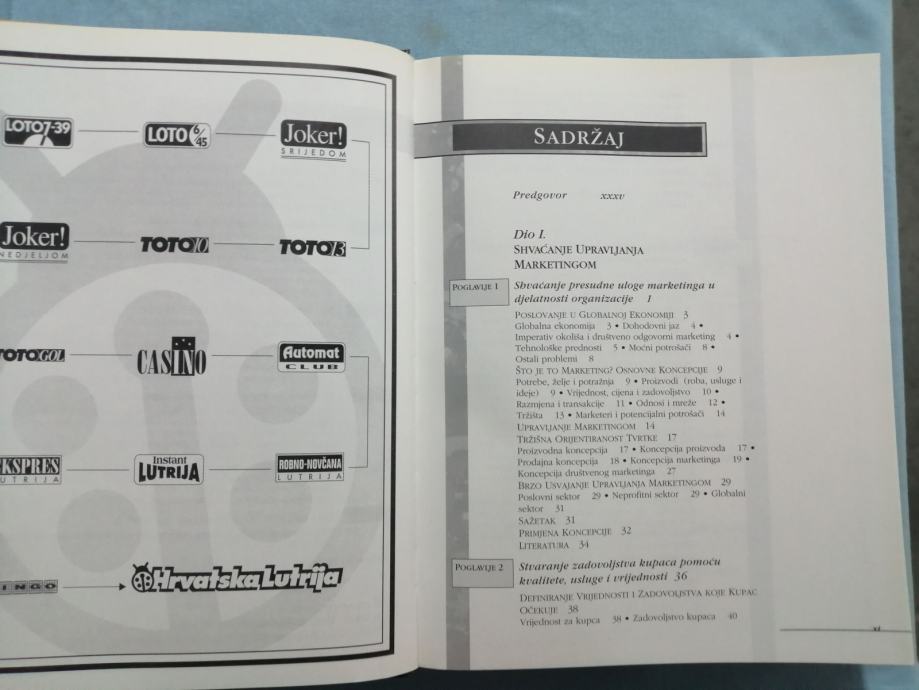 LOTO 7-39
LOTO 6/45
Joker!
SRIJEDOM
Joker!
NEDJELJOM
TOTO 10
TOTO 13
TOTOGOL
CASINO
Automat
CLUB
EKSPRES
LUTRIJA
Instant
LUTRIJA
ROBNO-NOVČANA
LUTRIJA
INGO
Hrvatska Lutrija
SADRŽAJ
Predgovor xxxv
Dio I.
SHVAĆANJE UPRAVLJANJA
MARKETINGOM
POGLAVLJE 1
Shvaćanje presudne uloge marketinga u
djelatnosti organizacije 1
POSLOVANJE U GLOBALNOJ EKONOMIJI 3
Globalna ekonomija 3 • Dohodovni jaz 4 •
Imperativ okoliša i društveno odgovorni marketing 4 •
Tehnološke prednosti 5 • Moćni potrošači 8 •
Ostali problemi 8
ŠTO JE TO MARKETING? OSNOVNE KONCEPCIJE 9
Potrebe, želje i potražnja 9 • Proizvodi (roba, usluge i
ideje) 9 • Vrijednost, cijena i zadovoljstvo 10 •
Razmjena i transakcije 11 • Odnosi i mreže 12 •
Tržišta 13 • Marketeri i potencijalni potrošači 14
UPRAVLJANJE MARKETINGOM 14
TRŽIŠNA ORIJENTIRANOST TVRTKE 17
Proizvodna koncepcija 17 • Koncepcija proizvoda 17 •
Prodajna koncepcija 18 • Koncepcija marketinga 19 •
Koncepcija društvenog marketinga 27
BRZO USVAJANJE UPRAVLJANJA MARKETINGOM 29
Poslovni sektor 29 • Neprofitni sektor 29 • Globalni
sektor 31
SAŽETAK 31
PRIMJENA KONCEPCIJE 32
LITERATURA 34
POGLAVLJE 2
Stvaranje zadovoljstva kupaca pomoću
kvalitete, usluge i vrijednosti 36
DEFINIRANJE VRIJEDNOSTI I ZADOVOLJSTVA KOJE KUPAC
OČEKUJE 38
Vrijednost za kupca 38 • Zadovoljstvo kupaca 40
xi